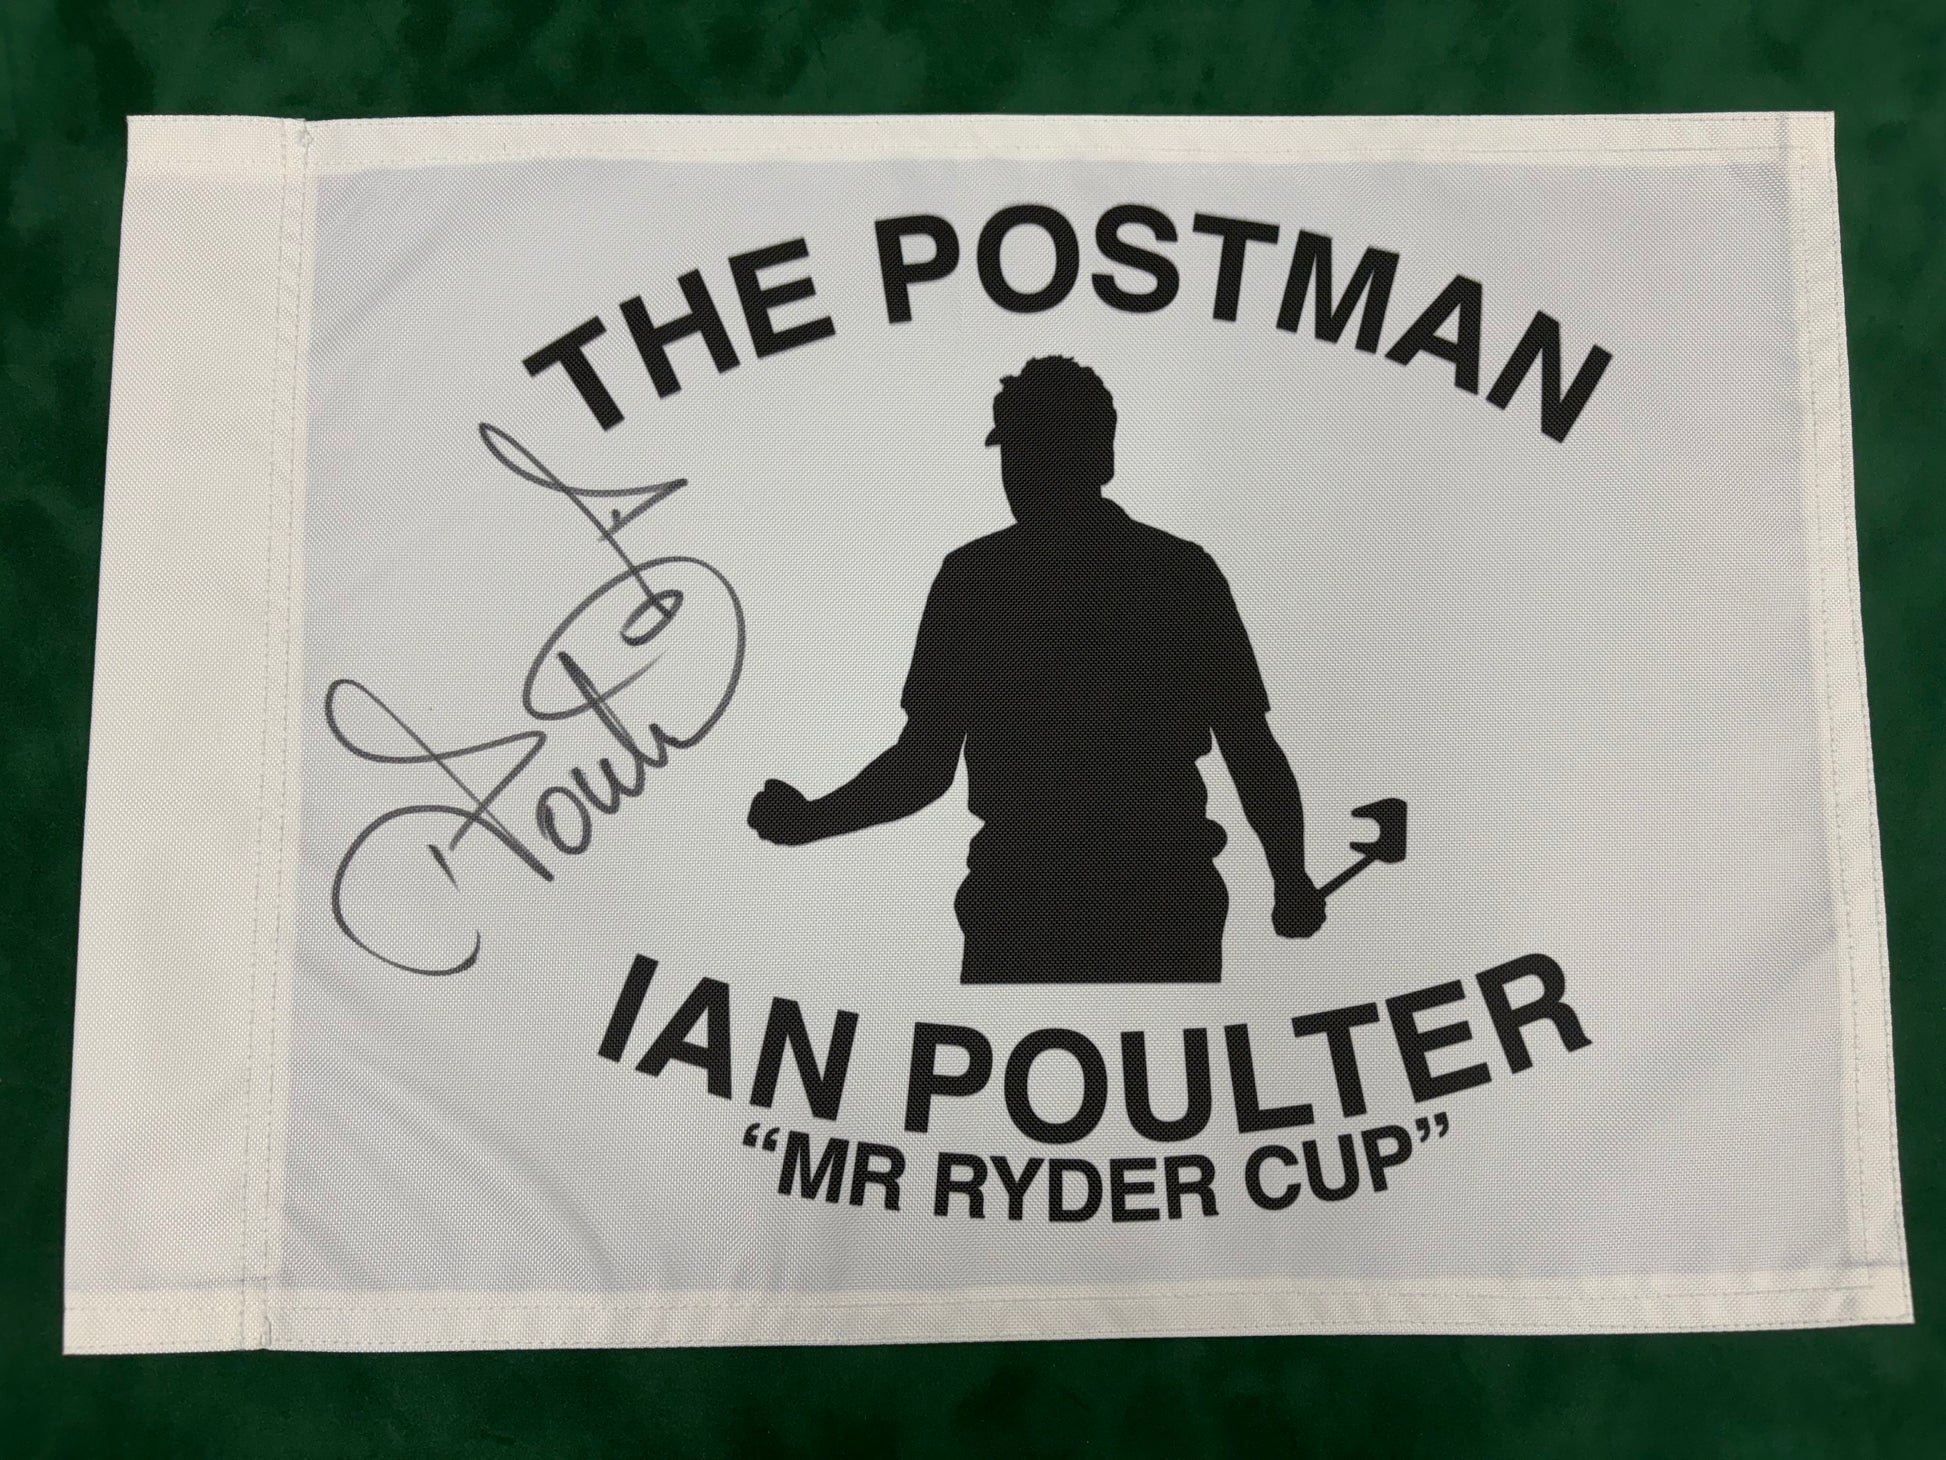 THE POSTMAN
IAN POULTER
“MR RYDER CUP”